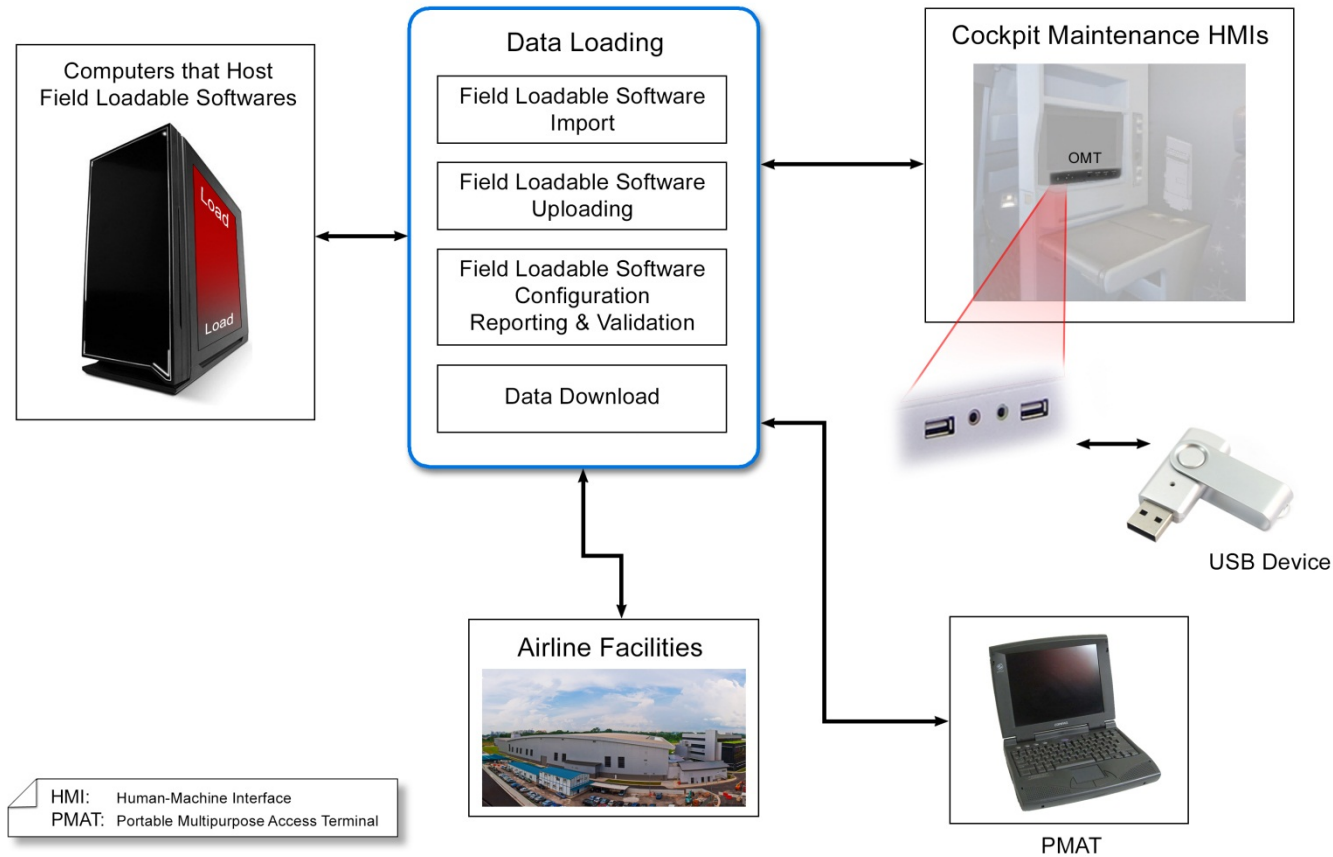 Computers that Host
Field Loadable Softwares
Load
Load
Data Loading
Field Loadable Software
Import
Field Loadable Software
Uploading
Field Loadable Software
Configuration
Reporting & Validation
Data Download
Cockpit Maintenance HMIs
OMT
USB Device
Airline Facilities
PMAT
HMI: Human-Machine Interface
PMAT: Portable Multipurpose Access Terminal